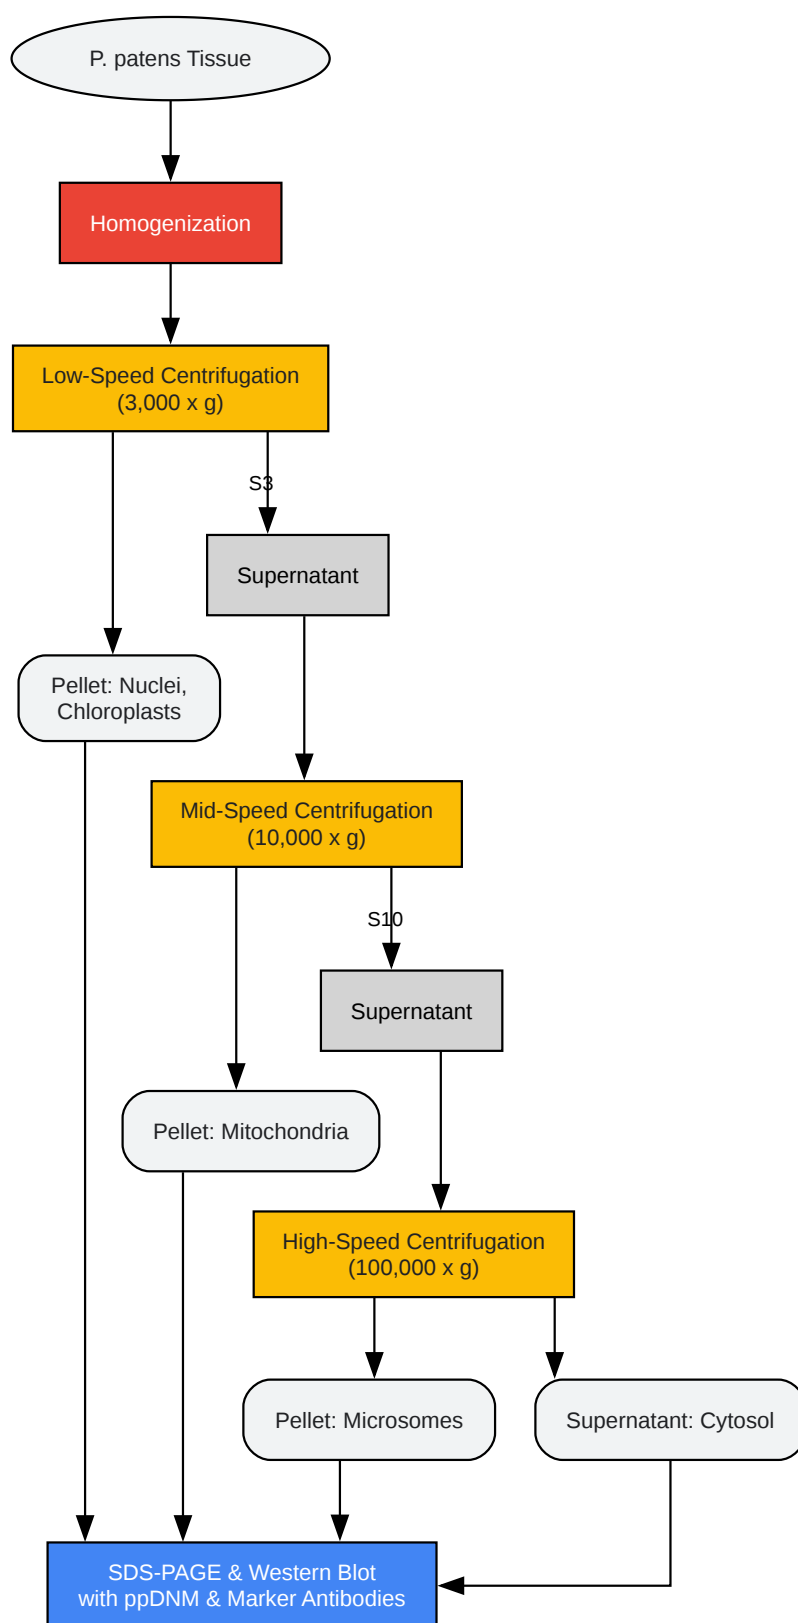 P. patens Tissue
Homogenization
Low-Speed Centrifugation
(3,000 x g)
S3
Supernatant
Pellet: Nuclei,
Chloroplasts
Mid-Speed Centrifugation
(10,000 x g)
S10
Supernatant
Pellet: Mitochondria
High-Speed Centrifugation
(100,000 x g)
Pellet: Microsomes
Supernatant: Cytosol
SDS-PAGE & Western Blot
with ppDNM & Marker Antibodies